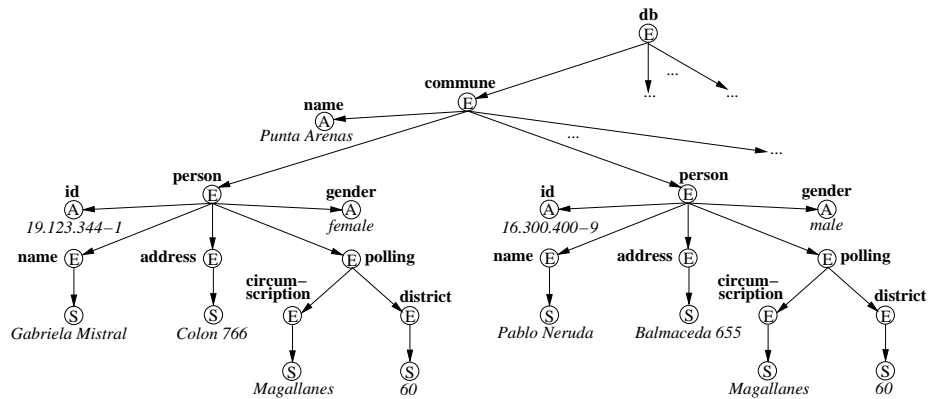 db
E
...
commune
...
...
E
name
A
Punta Arenas
...
...
person
person
id
E
gender
id
E
gender
A
A
A
A
19.123.344−1
female
16.300.400−9
male
name
E
address
E
E
polling
name
E
address
E
E
polling
circum−
scription
district
circum−
scription
district
S
S
E
E
S
S
E
E
Gabriela Mistral
Colon 766
Pablo Neruda
Balmaceda 655
S
S
S
S
Magallanes
60
Magallanes
60